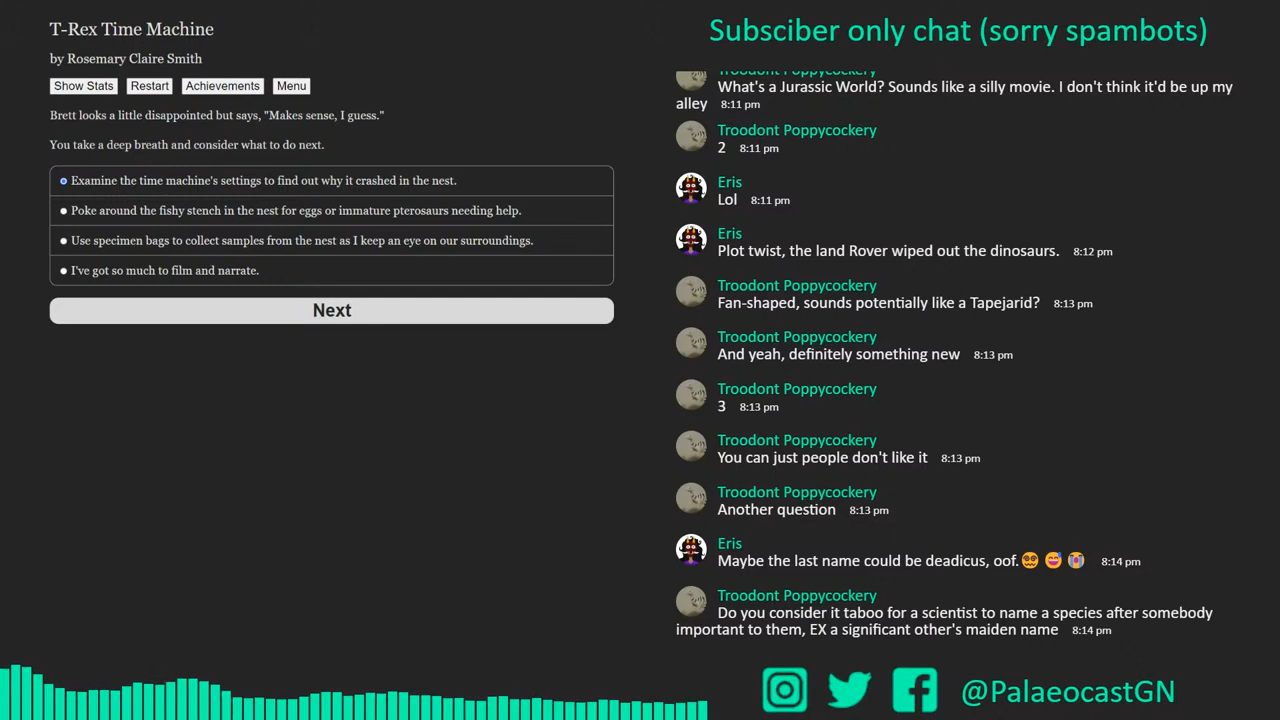 T-Rex Time Machine
by Rosemary Claire Smith
Show Stats Restart Achievements Menu
Brett looks a little disappointed but says, "Makes sense, I guess."
You take a deep breath and consider what to do next.
Examine the time machine's settings to find out why it crashed in the nest.
Poke around the fishy stench in the nest for eggs or immature pterosaurs needing help.
Use specimen bags to collect samples from the nest as I keep an eye on our surroundings.
I've got so much to film and narrate.
Next
Subsciber only chat (sorry spambots)
Troodont Poppycockery
What's a Jurassic World? Sounds like a silly movie. I don't think it'd be up my
alley 8:11 pm
Troodont Poppycockery
2 8:11 pm
Eris
Lol 8:11 pm
Eris
Plot twist, the land Rover wiped out the dinosaurs. 8:12 pm
Troodont Poppycockery
Fan-shaped, sounds potentially like a Tapejarid? 8:13 pm
Troodont Poppycockery
And yeah, definitely something new 8:13 pm
Troodont Poppycockery
3 8:13 pm
Troodont Poppycockery
You can just people don't like it 8:13 pm
Troodont Poppycockery
Another question 8:13 pm
Eris
Maybe the last name could be deadicus, oof. 8:14 pm
Troodont Poppycockery
Do you consider it taboo for a scientist to name a species after somebody
important to them, EX a significant other's maiden name 8:14 pm
@PalaeocastGN